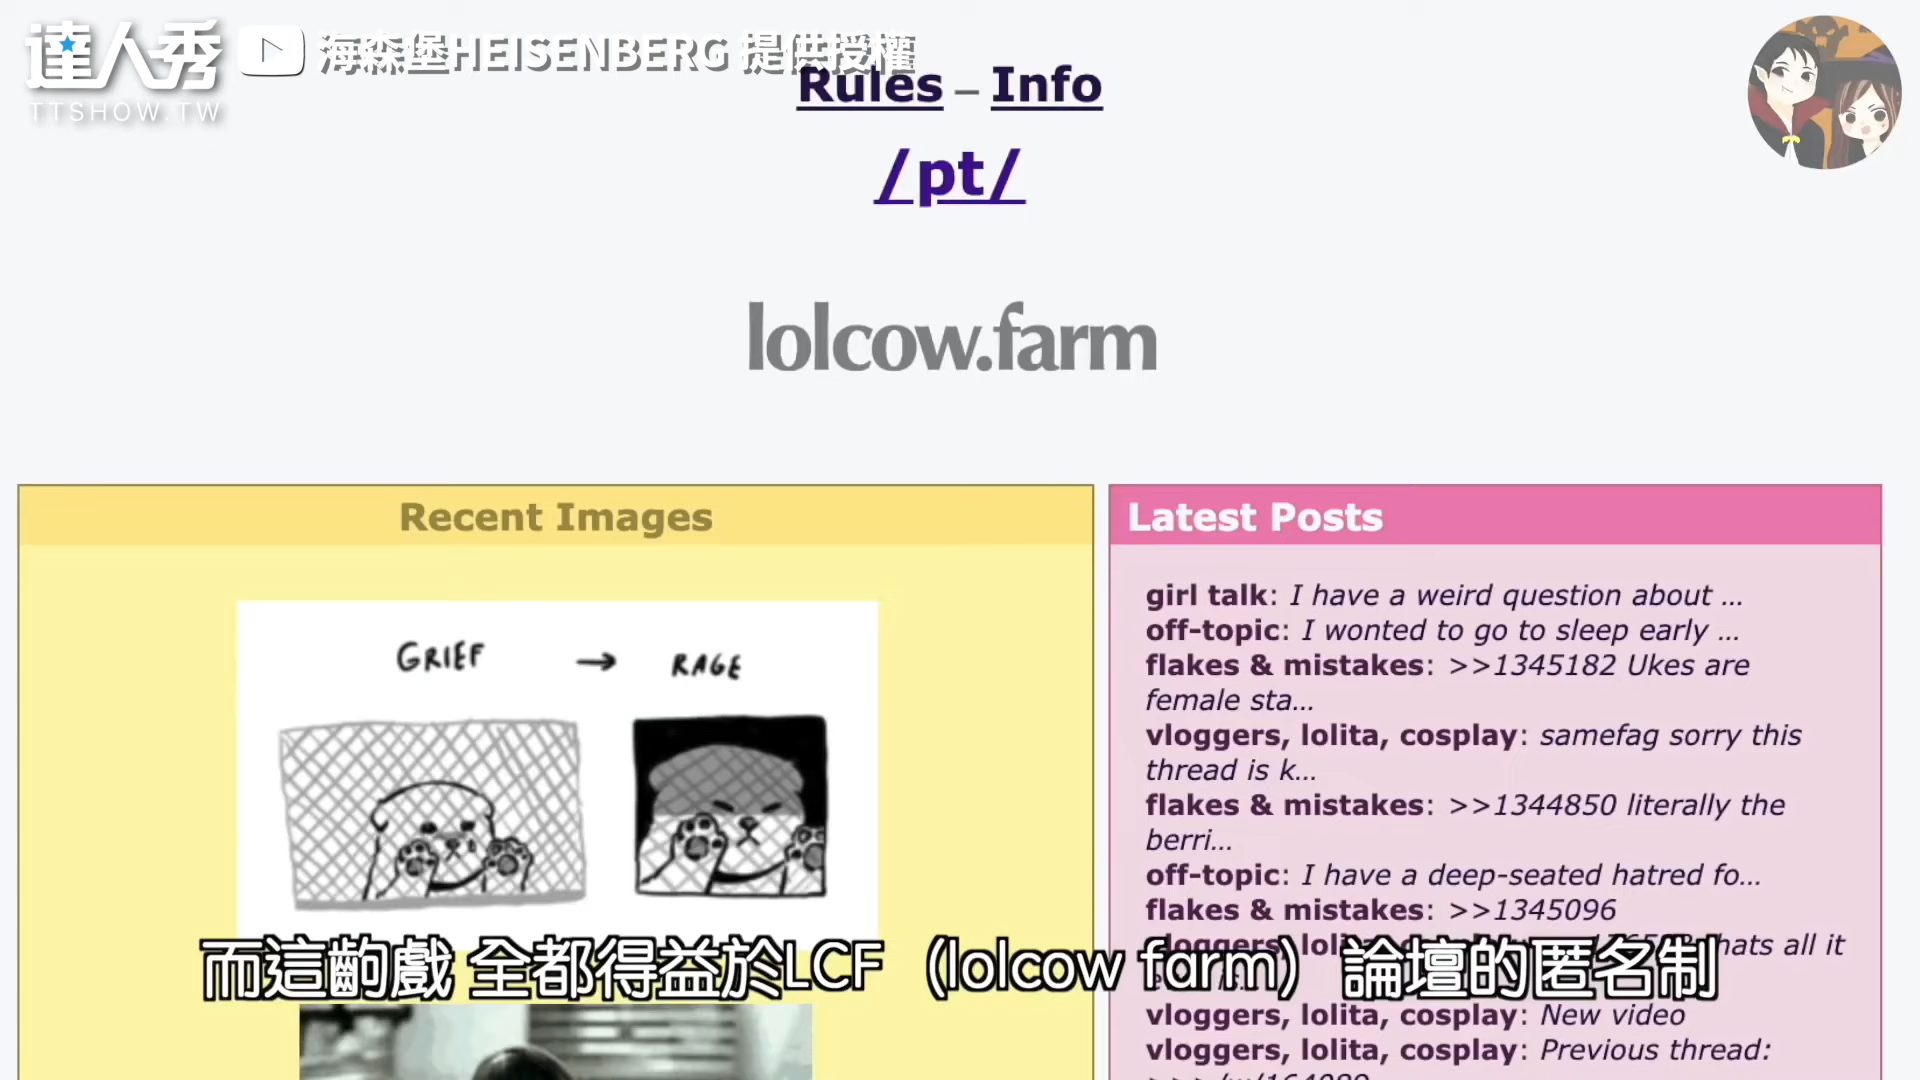 達人秀
TTSHOW.TW
海森堡HEISENBERG 提供授權
Rules – Info
/pt/
lolcow.farm
Recent Images
GRIEF → RAGE
Latest Posts
girl talk: I have a weird question about ...
off-topic: I wonted to go to sleep early ...
flakes & mistakes: >>1345182 Ukes are
female sta...
vloggers, lolita, cosplay: samefag sorry this
thread is k...
flakes & mistakes: >>1344850 literally the
berri...
off-topic: I have a deep-seated hatred fo...
flakes & mistakes: >>1345096
vloggers, hats all it
而這齣戲 全都得益於LCF (lolcow farm) 論壇的匿名制
vloggers, lolita, cosplay: New video
vloggers, lolita, cosplay: Previous thread: